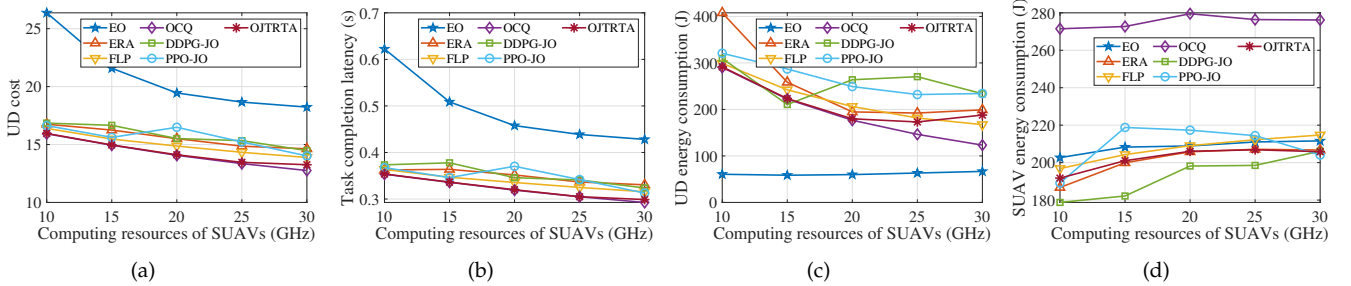 UD cost
25
20
15
10
EO
ERA
FLP
OCQ
DDPG-JO
PPO-JO
OJTRTA
10 15 20 25 30
Computing resources of SUAVs (GHz)
(a)
Task completion latency (s)
0.7
0.6
0.5
0.4
0.3
EO
ERA
FLP
OCQ
DDPG-JO
PPO-JO
OJTRTA
10 15 20 25 30
Computing resources of SUAVs (GHz)
(b)
UD energy consumption (J)
400
300
200
100
0
EO
ERA
FLP
OCQ
DDPG-JO
PPO-JO
OJTRTA
10 15 20 25 30
Computing resources of SUAVs (GHz)
(c)
SUAV energy consumption (J)
280
260
240
220
200
180
EO
ERA
FLP
OCQ
DDPG-JO
PPO-JO
OJTRTA
10 15 20 25 30
Computing resources of SUAVs (GHz)
(d)